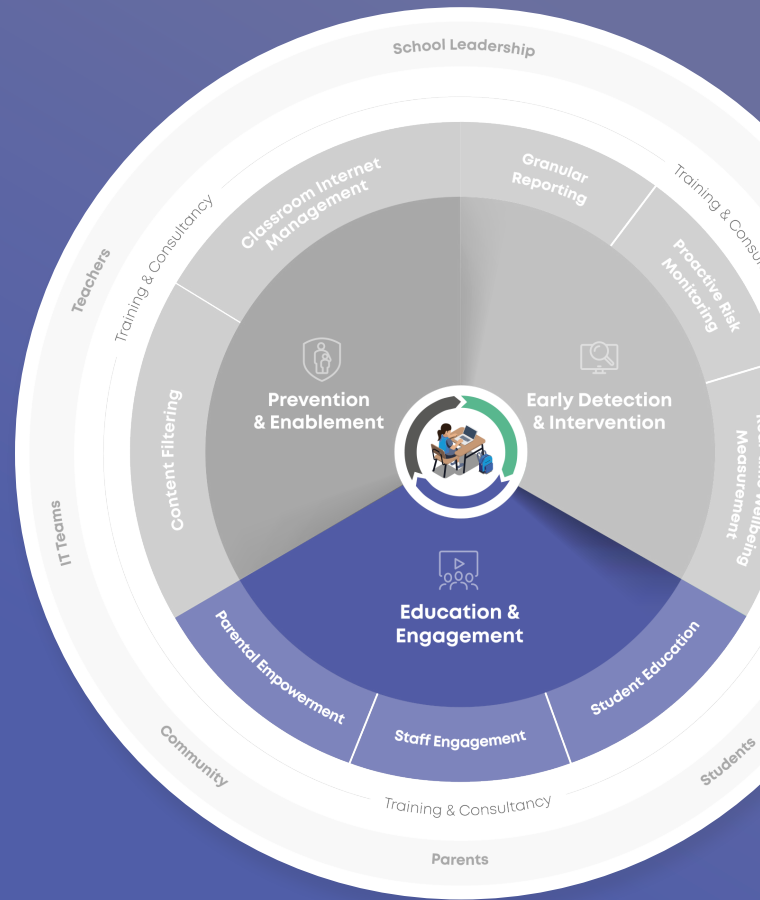 School Leadership
Teachers
IT Teams
Community
Parents
Students
Training & Consultancy
Training &
Training & Consultancy
Classroom Internet
Management
Content Filtering
Granular
Reporting
Proactive Risk
Monitoring
Wellbeing
Measurement
Prevention
& Enablement
Early Detection
& Intervention
Education &
Engagement
Parental Empowerment
Staff Engagement
Student Education